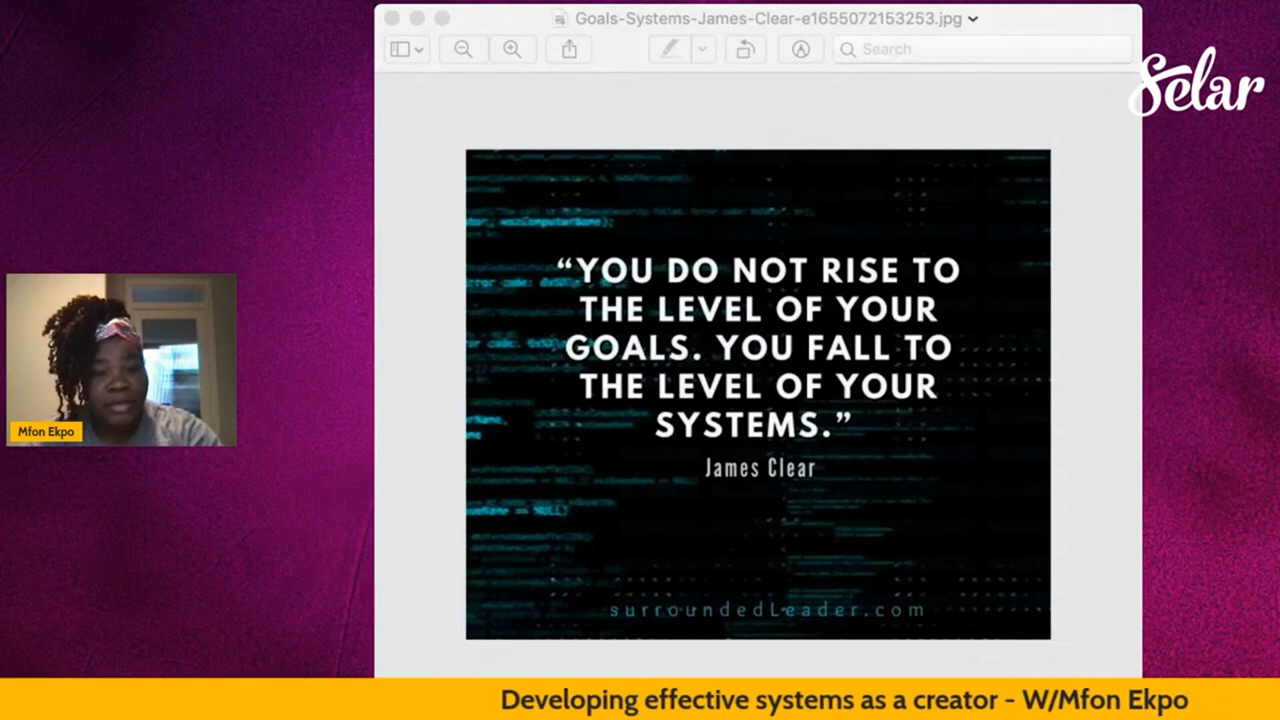 Goals-Systems-James-Clear-e1655072153253.jpg
Search
Selar
“YOU DO NOT RISE TO
THE LEVEL OF YOUR
GOALS. YOU FALL TO
THE LEVEL OF YOUR
SYSTEMS.”
James Clear
surroundedLeader.com
Mfon Ekpo
Developing effective systems as a creator - W/Mfon Ekpo